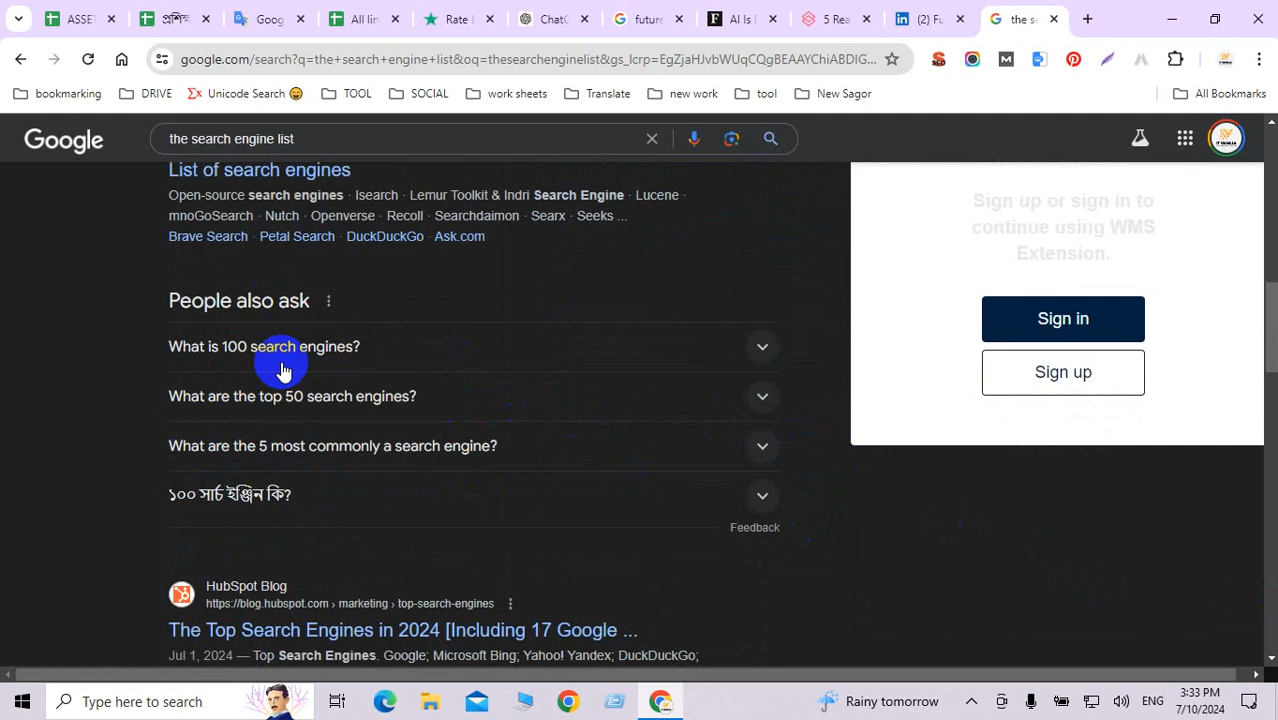 ASSE
প্রশিক্ষ
Goog
All lin
Rate
ChatG
future
AI Is
5 Rea
(2) Fu
the se
google.com/search?q=the+search+engine+list&oq=thesearchenginelist&gs_lcrp=EgZjaHJvbWUqCQgBEAAYChiABDIG...
bookmarking
DRIVE
Unicode Search
TOOL
SOCIAL
work sheets
Translate
new work
tool
New Sagor
All Bookmarks
Google
the search engine list
List of search engines
Open-source search engines · Isearch · Lemur Toolkit & Indri Search Engine · Lucene ·
mnoGoSearch · Nutch · Openverse · Recoll · Searchdaimon · Searx · Seeks ...
Brave Search · Petal Search · DuckDuckGo · Ask.com
Sign up or sign in to
continue using WMS
Extension.
Sign in
Sign up
People also ask
What is 100 search engines?
What are the top 50 search engines?
What are the 5 most commonly a search engine?
১০০ সার্চ ইঞ্জিন কি?
Feedback
HubSpot Blog
https://blog.hubspot.com › marketing › top-search-engines
The Top Search Engines in 2024 [Including 17 Google ...
Jul 1, 2024 — Top Search Engines. Google; Microsoft Bing; Yahoo! Yandex; DuckDuckGo;
Type here to search
Rainy tomorrow
ENG
3:33 PM
7/10/2024